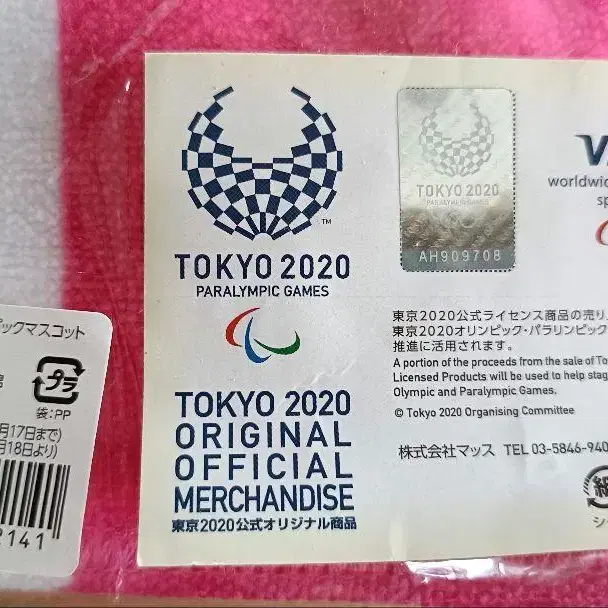 TOKYO 2020
PARALYMPIC GAMES
TM
TOKYO 2020
ORIGINAL
OFFICIAL
MERCHANDISE
東京2020公式オリジナル商品
TOKYO 2020
PARALYMPIC GAMES
AH909708
worldwide
東京2020公式ライセンス商品の売り
東京2020オリンピック・パラリンピック
推進に活用されます。
A portion of the proceeds from the sale of
Licensed Products will be used to help
Olympic and Paralympic Games.
© Tokyo 2020 Organising Committee
株式会社マッス TEL 03-5846-940
ピックマスコット
プラ
袋:PP
月17日まで)
月18日より)
2141